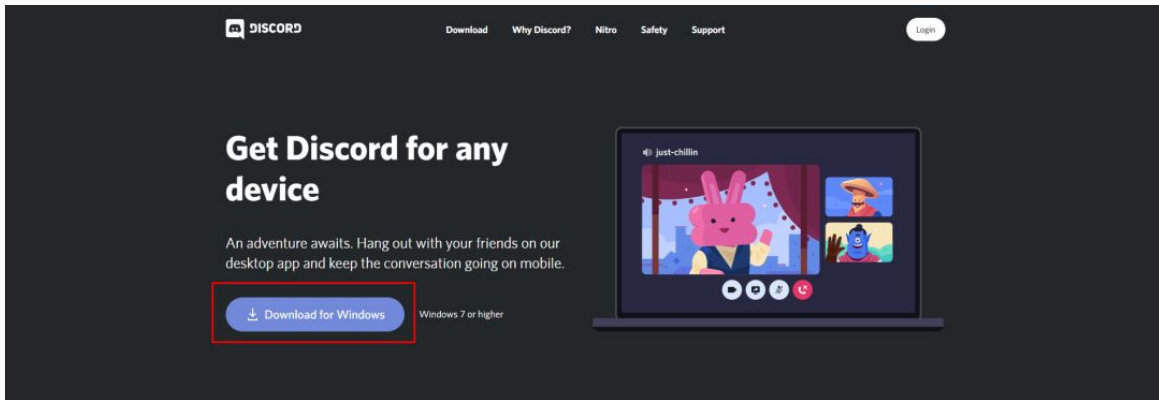 DISCORD
Download Why Discord? Nitro Safety Support
Login
Get Discord for any
device
An adventure awaits. Hang out with your friends on our
desktop app and keep the conversation going on mobile.
Download for Windows
Windows 7 or higher
just-chillin